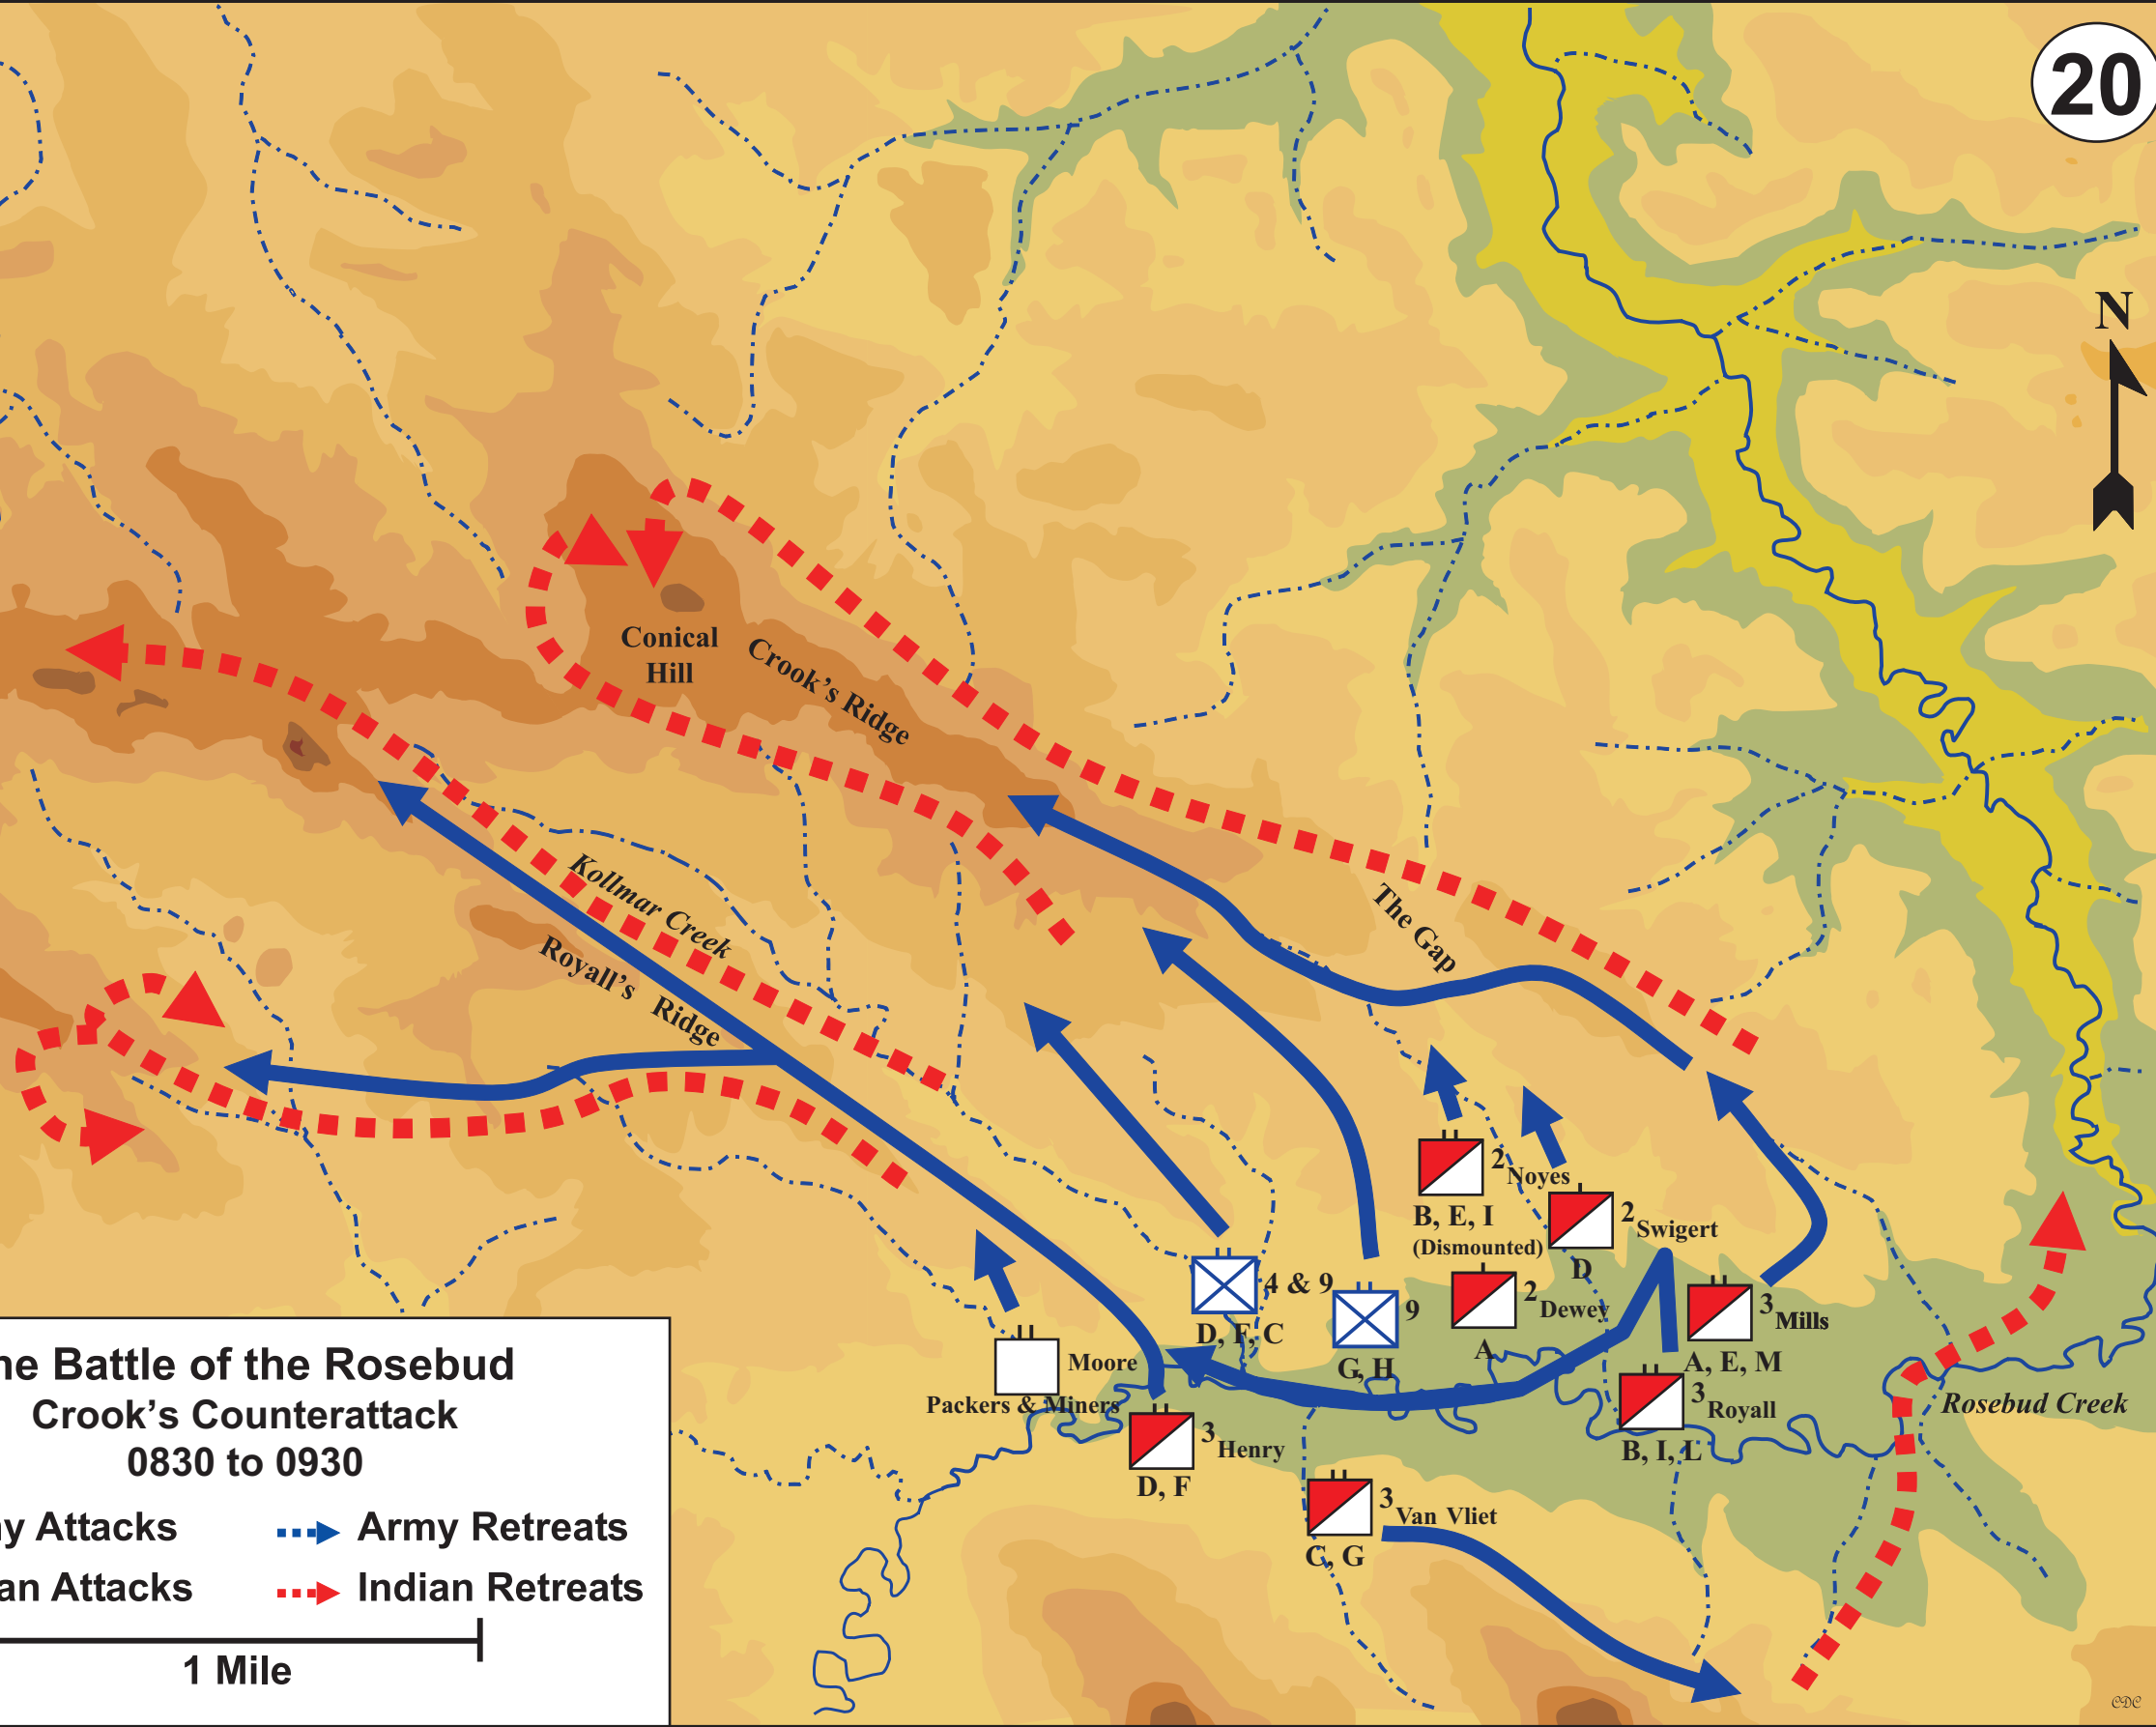 20
N
Conical
Hill
Crook’s Ridge
Kollmar Creek
Royall’s Ridge
The Gap
2 Noyes
B, E, I
(Dismounted)
2 Swigert
D
4 & 9
D, F, C
9
G, H
2 Dewey
A
3 Mills
A, E, M
Moore
Packers & Miners
3 Henry
D, F
3 Royall
B, I, L
Rosebud Creek
3 Van Vliet
C, G
he Battle of the Rosebud
Crook’s Counterattack
0830 to 0930
y Attacks
Army Retreats
an Attacks
Indian Retreats
1 Mile
CDC